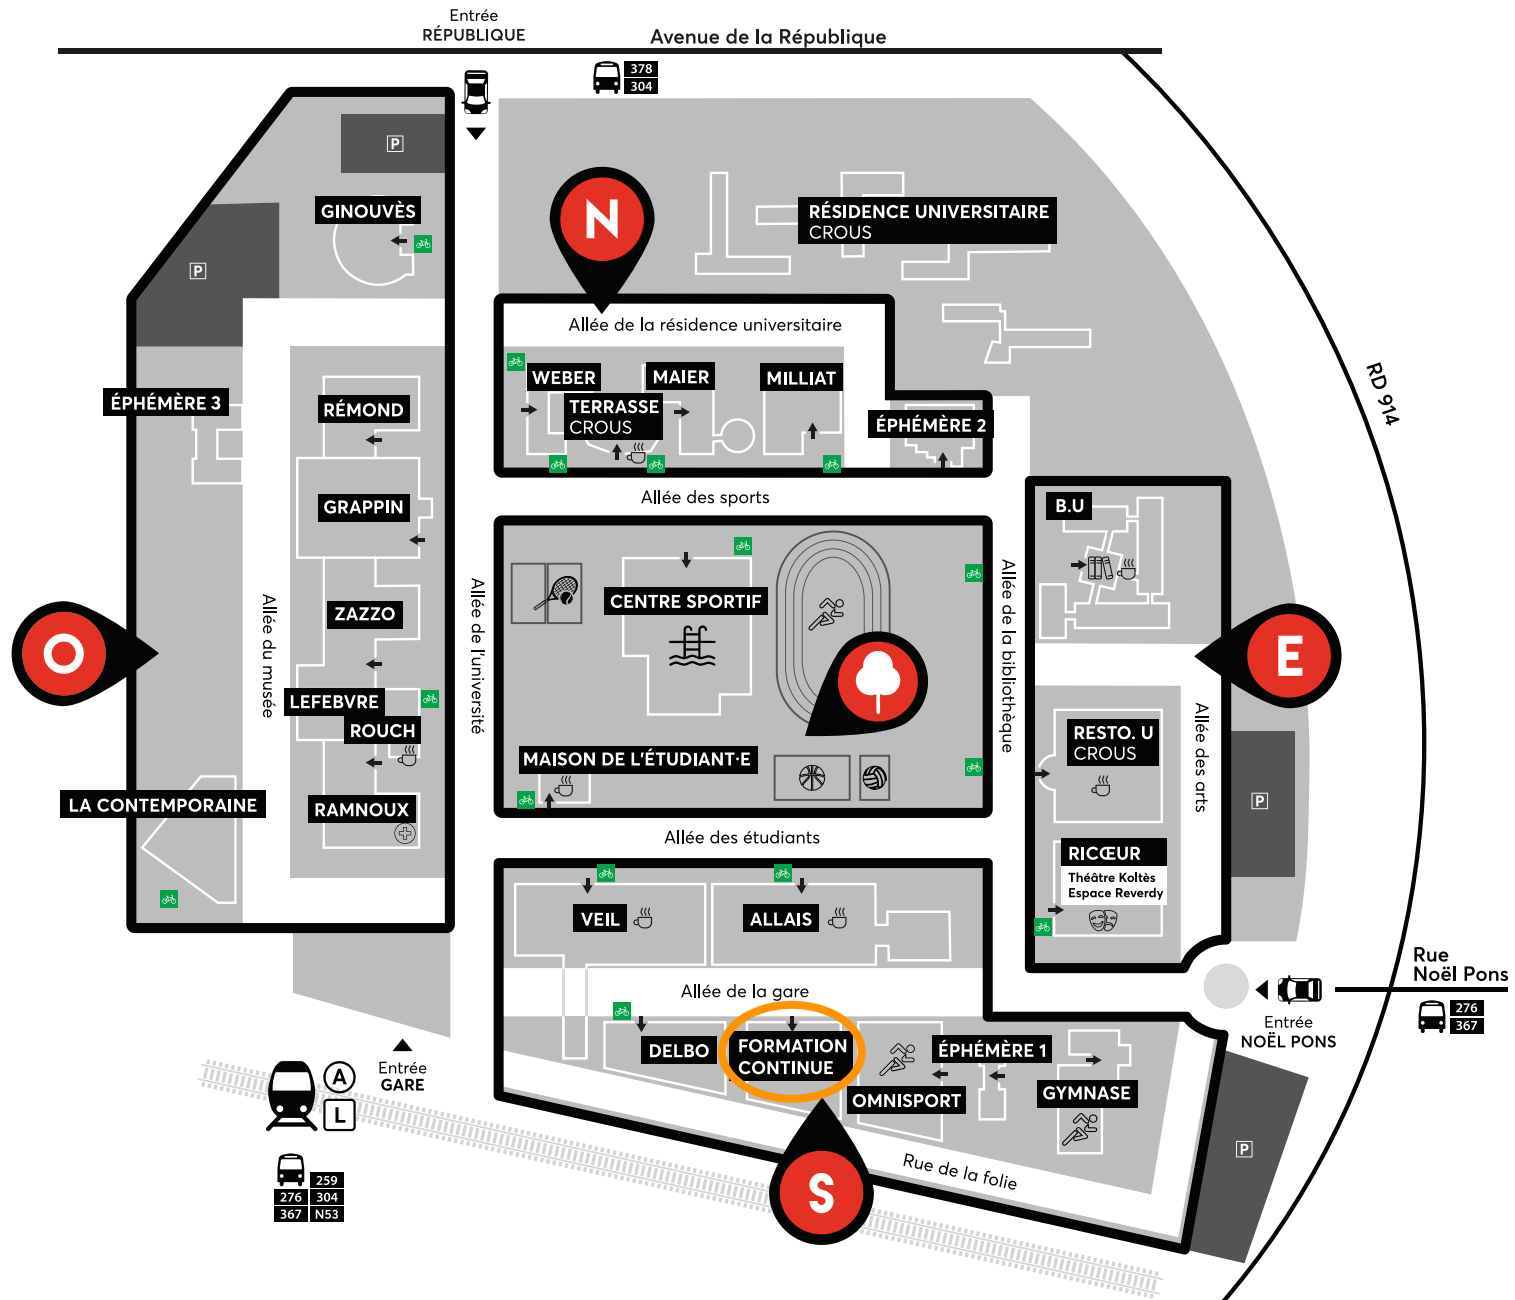 Entrée
RÉPUBLIQUE
Avenue de la République
378
304
P
GINOUVÈS
N
RÉSIDENCE UNIVERSITAIRE
CROUS
P
Allée de la résidence universitaire
RD 914
WEBER
MAIER
MILLIAT
TERRASSE
CROUS
ÉPHÉMÈRE 2
ÉPHÉMÈRE 3
RÉMOND
GRAPPIN
Allée des sports
B.U
ZAZZO
Allée du musée
Allée de l'université
CENTRE SPORTIF
Allée de la bibliothèque
O
E
LEFEBVRE
ROUCH
MAISON DE L'ÉTUDIANT·E
RESTO. U
CROUS
Allée des arts
P
LA CONTEMPORAINE
RAMNOUX
Allée des étudiants
RICŒUR
Théâtre Koltès
Espace Reverdy
VEIL
ALLAIS
Rue
Noël Pons
276
367
Entrée
NOËL PONS
Allée de la gare
DELBO
FORMATION
CONTINUE
ÉPHÉMÈRE 1
OMNISPORT
GYMNASE
Entrée
GARE
A
L
P
Rue de la folie
S
259
276
304
367
N53